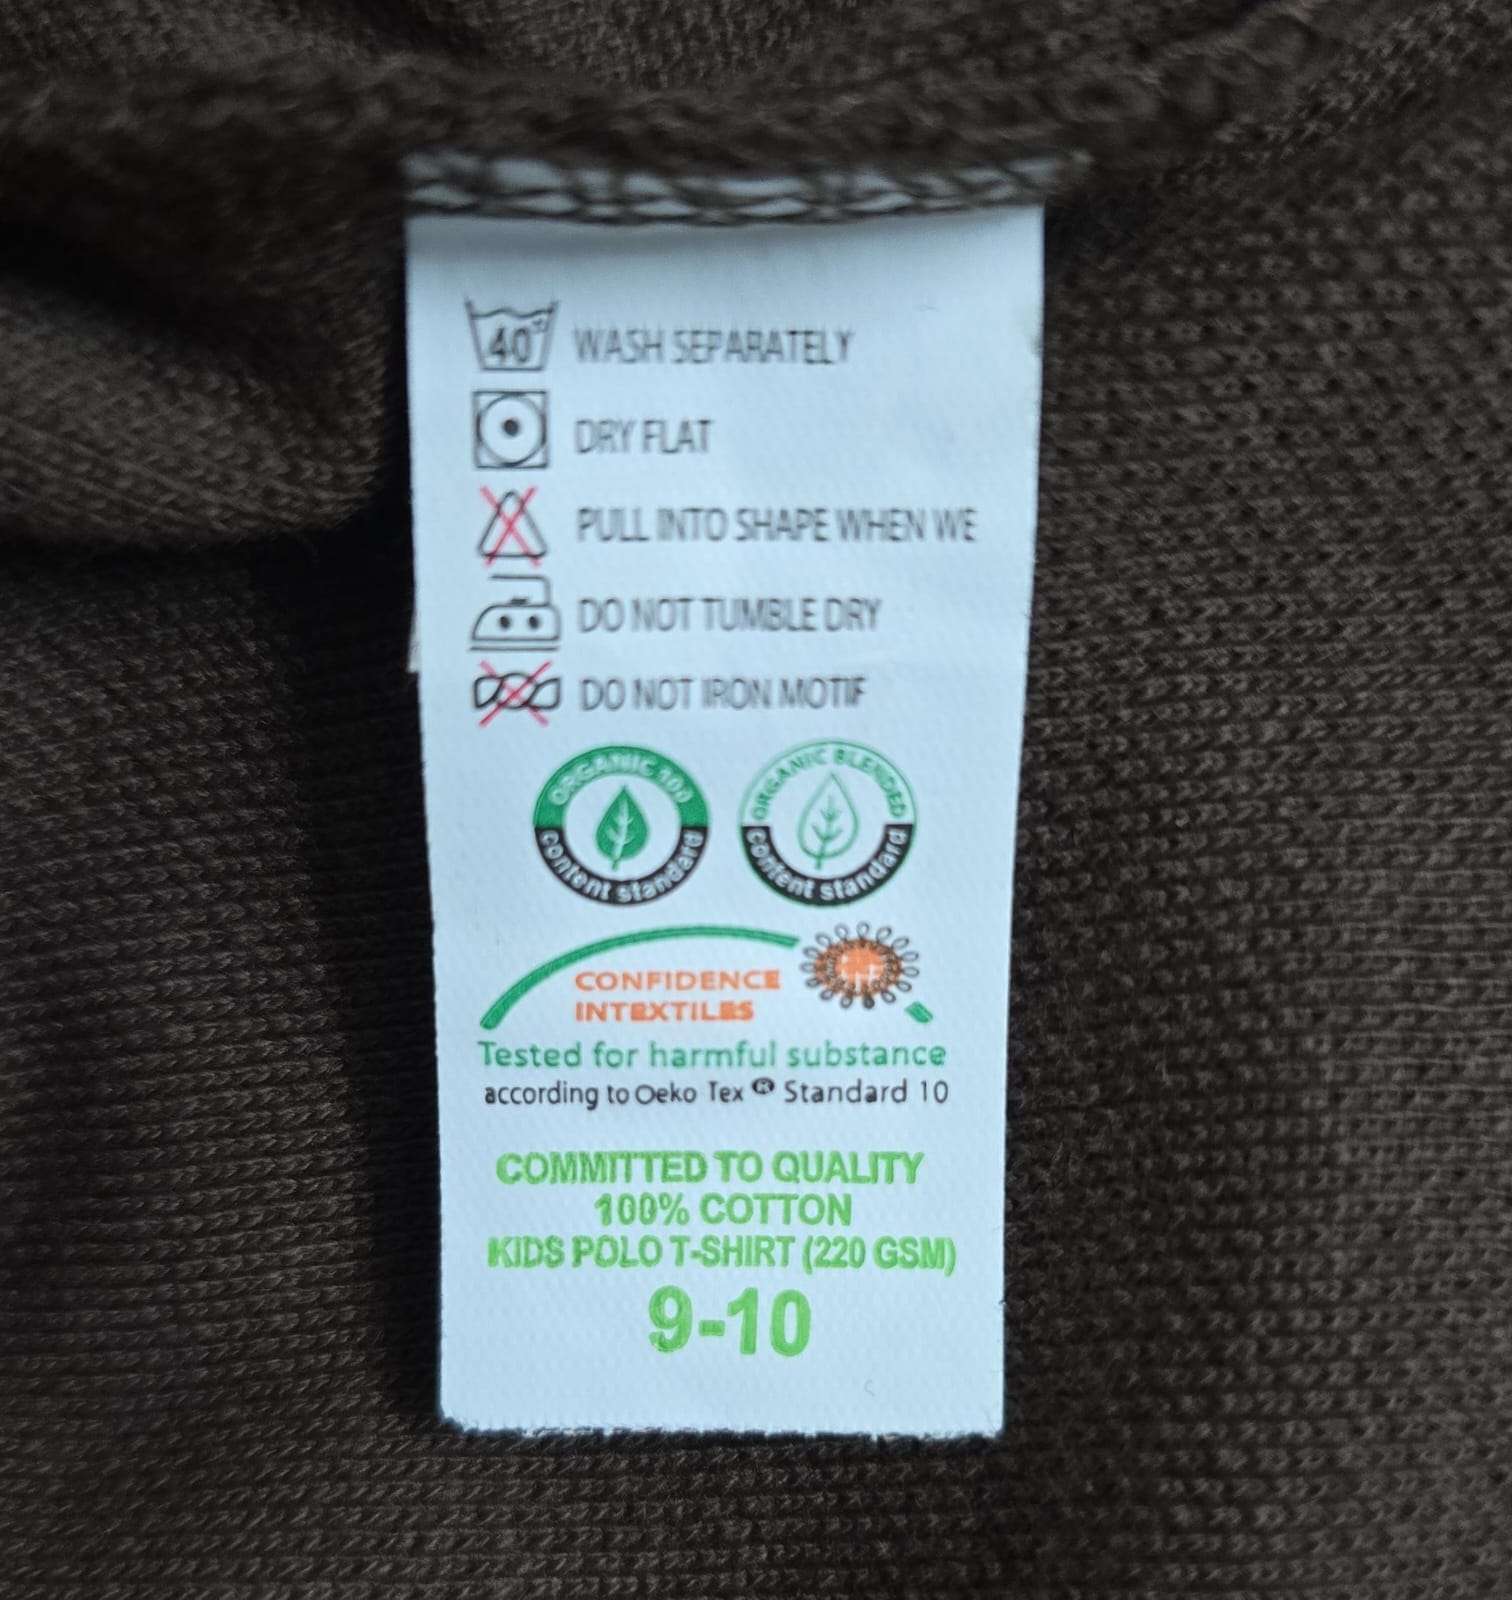 40°C WASH SEPARATELY
DRY FLAT
PULL INTO SHAPE WHEN WE
DO NOT TUMBLE DRY
DO NOT IRON MOTIF
ORGANIC 100 content standard
ORGANIC BLENDED content standard
CONFIDENCE
INTEXTILES
Tested for harmful substance
according to Oeko Tex ® Standard 10
COMMITTED TO QUALITY
100% COTTON
KIDS POLO T-SHIRT (220 GSM)
9-10